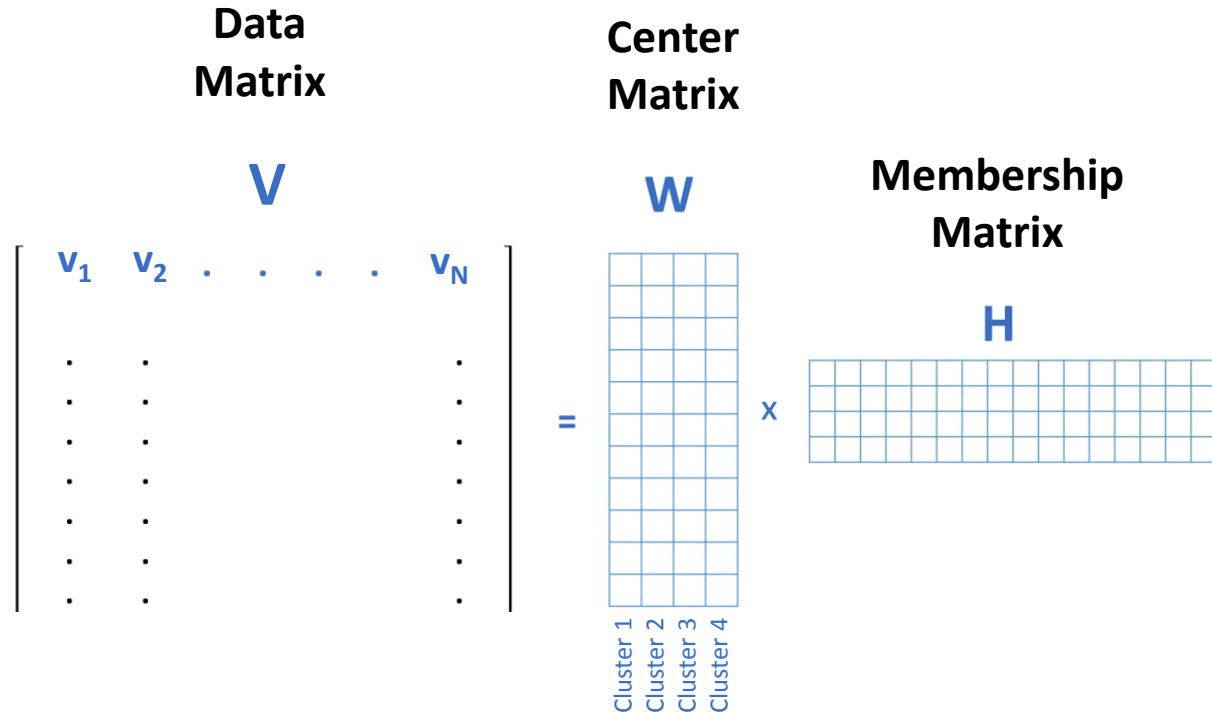 Data
Matrix
Center
Matrix
V
W
Membership
Matrix
H
v1 v2 . . . . vN
=
x
Cluster 1
Cluster 2
Cluster 3
Cluster 4